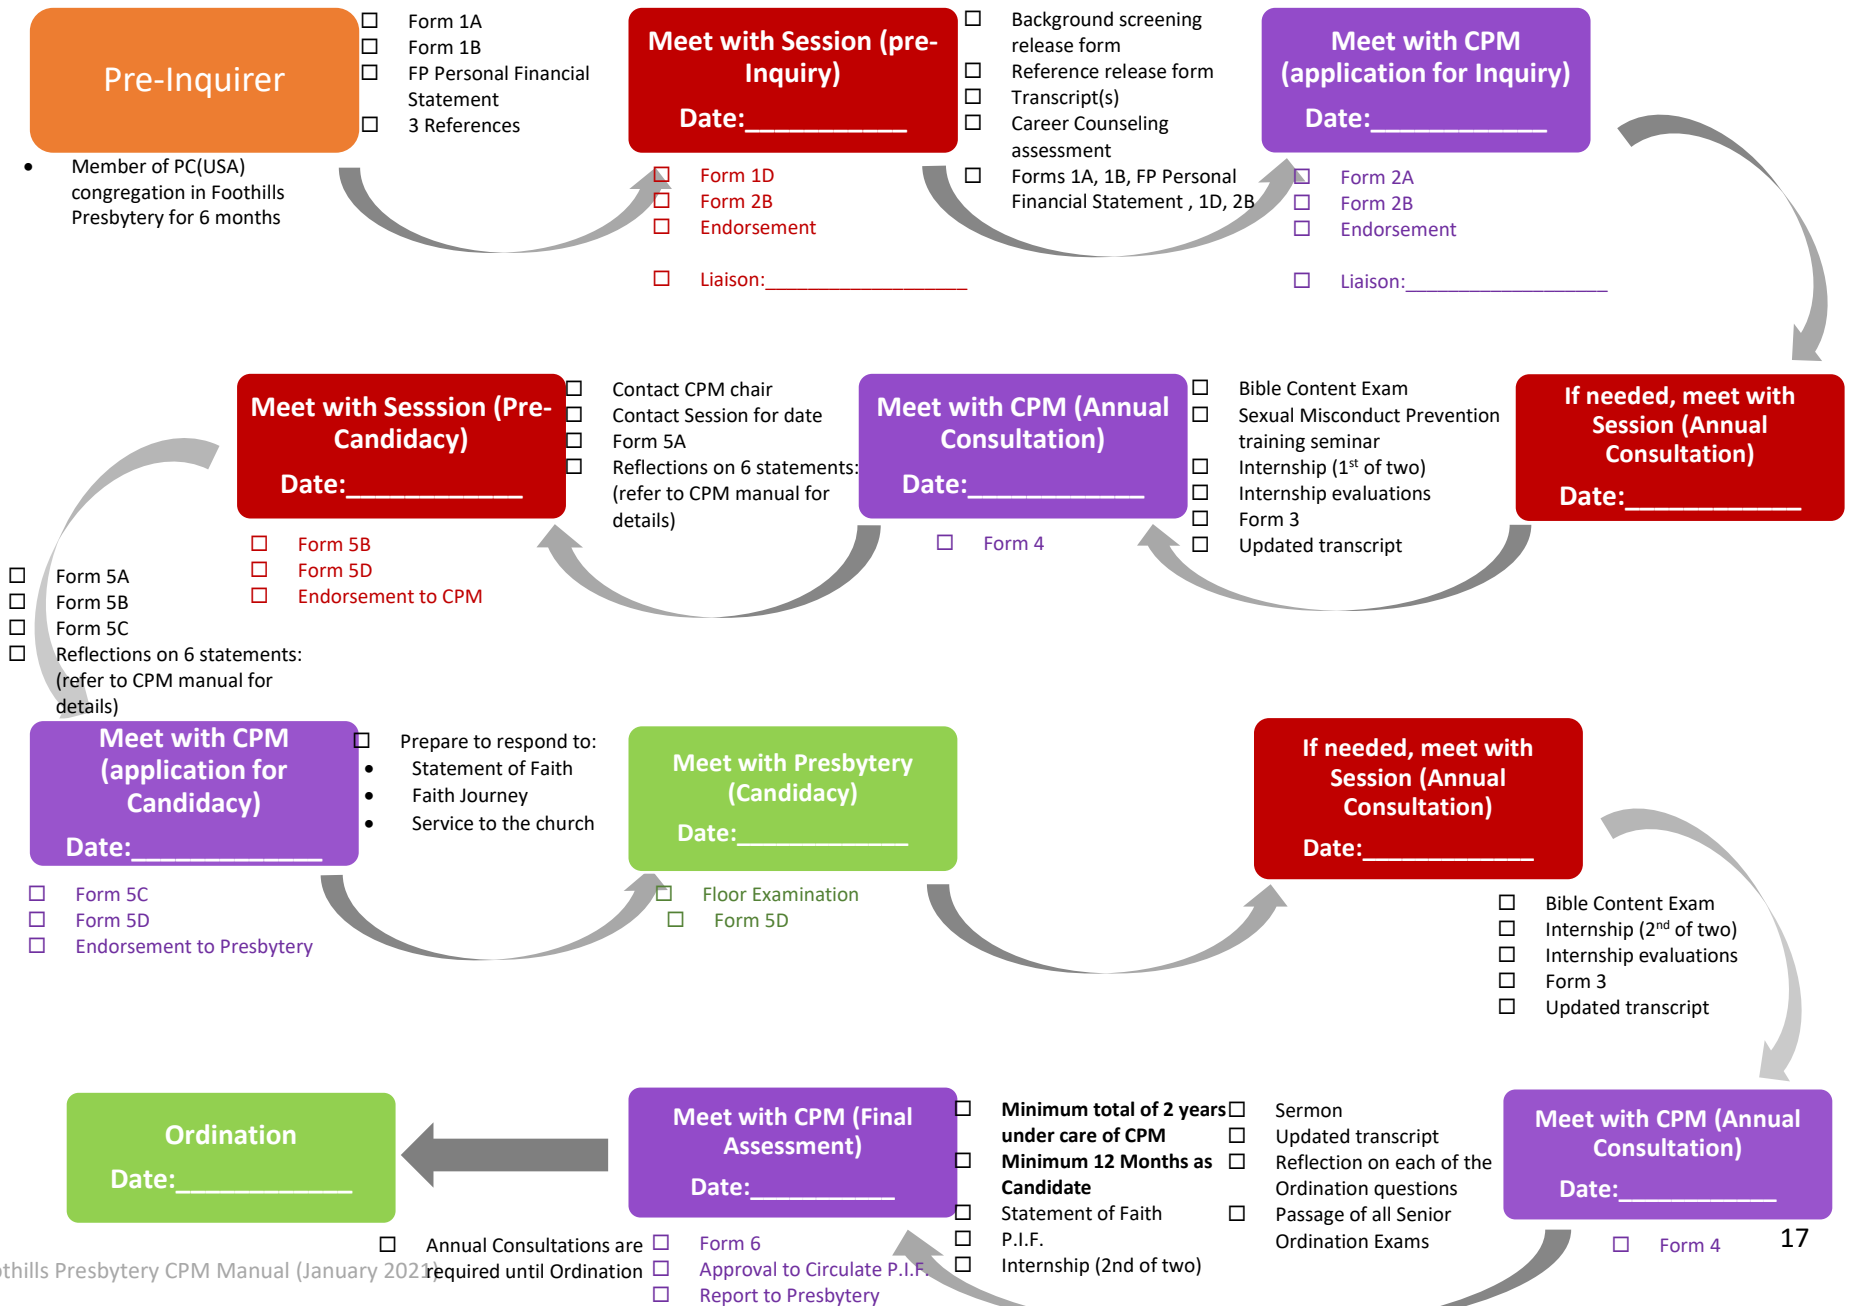 Pre-Inquirer
☐ Form 1A
☐ Form 1B
☐ FP Personal Financial
Statement
☐ 3 References
• Member of PC(USA)
congregation in Foothills
Presbytery for 6 months
Meet with Session (pre-
Inquiry)
Date:___________
☐ Form 1D
☐ Form 2B
☐ Endorsement
☐ Liaison:___________________
☐ Background screening
release form
☐ Reference release form
☐ Transcript(s)
☐ Career Counseling
assessment
☐ Forms 1A, 1B, FP Personal
Financial Statement , 1D, 2B
Meet with CPM
(application for Inquiry)
Date:____________
☐ Form 2A
☐ Form 2B
☐ Endorsement
☐ Liaison:___________________
If needed, meet with
Session (Annual
Consultation)
Date:____________
☐ Bible Content Exam
☐ Sexual Misconduct Prevention
training seminar
☐ Internship (1st of two)
☐ Internship evaluations
☐ Form 3
☐ Updated transcript
Meet with CPM (Annual
Consultation)
Date:____________
☐ Form 4
☐ Contact CPM chair
☐ Contact Session for date
☐ Form 5A
☐ Reflections on 6 statements:
(refer to CPM manual for
details)
Meet with Sesssion (Pre-
Candidacy)
Date:____________
☐ Form 5B
☐ Form 5D
☐ Endorsement to CPM
☐ Form 5A
☐ Form 5B
☐ Form 5C
☐ Reflections on 6 statements:
(refer to CPM manual for
details)
Meet with CPM
(application for
Candidacy)
Date:_____________
☐ Form 5C
☐ Form 5D
☐ Endorsement to Presbytery
☐ Prepare to respond to:
• Statement of Faith
• Faith Journey
• Service to the church
Meet with Presbytery
(Candidacy)
Date:_____________
☐ Floor Examination
☐ Form 5D
If needed, meet with
Session (Annual
Consultation)
Date:_____________
☐ Bible Content Exam
☐ Internship (2nd of two)
☐ Internship evaluations
☐ Form 3
☐ Updated transcript
Meet with CPM (Annual
Consultation)
Date:____________
☐ Form 4
☐ Minimum total of 2 years
under care of CPM
☐ Minimum 12 Months as
Candidate
☐ Statement of Faith
☐ P.I.F.
☐ Internship (2nd of two)
☐ Sermon
☐ Updated transcript
☐ Reflection on each of the
Ordination questions
☐ Passage of all Senior
Ordination Exams
Meet with CPM (Final
Assessment)
Date:___________
☐ Form 6
☐ Approval to Circulate P.I.F.
☐ Report to Presbytery
Ordination
Date:_____________
☐ Annual Consultations are
required until Ordination
othills Presbytery CPM Manual (January 2021)
17